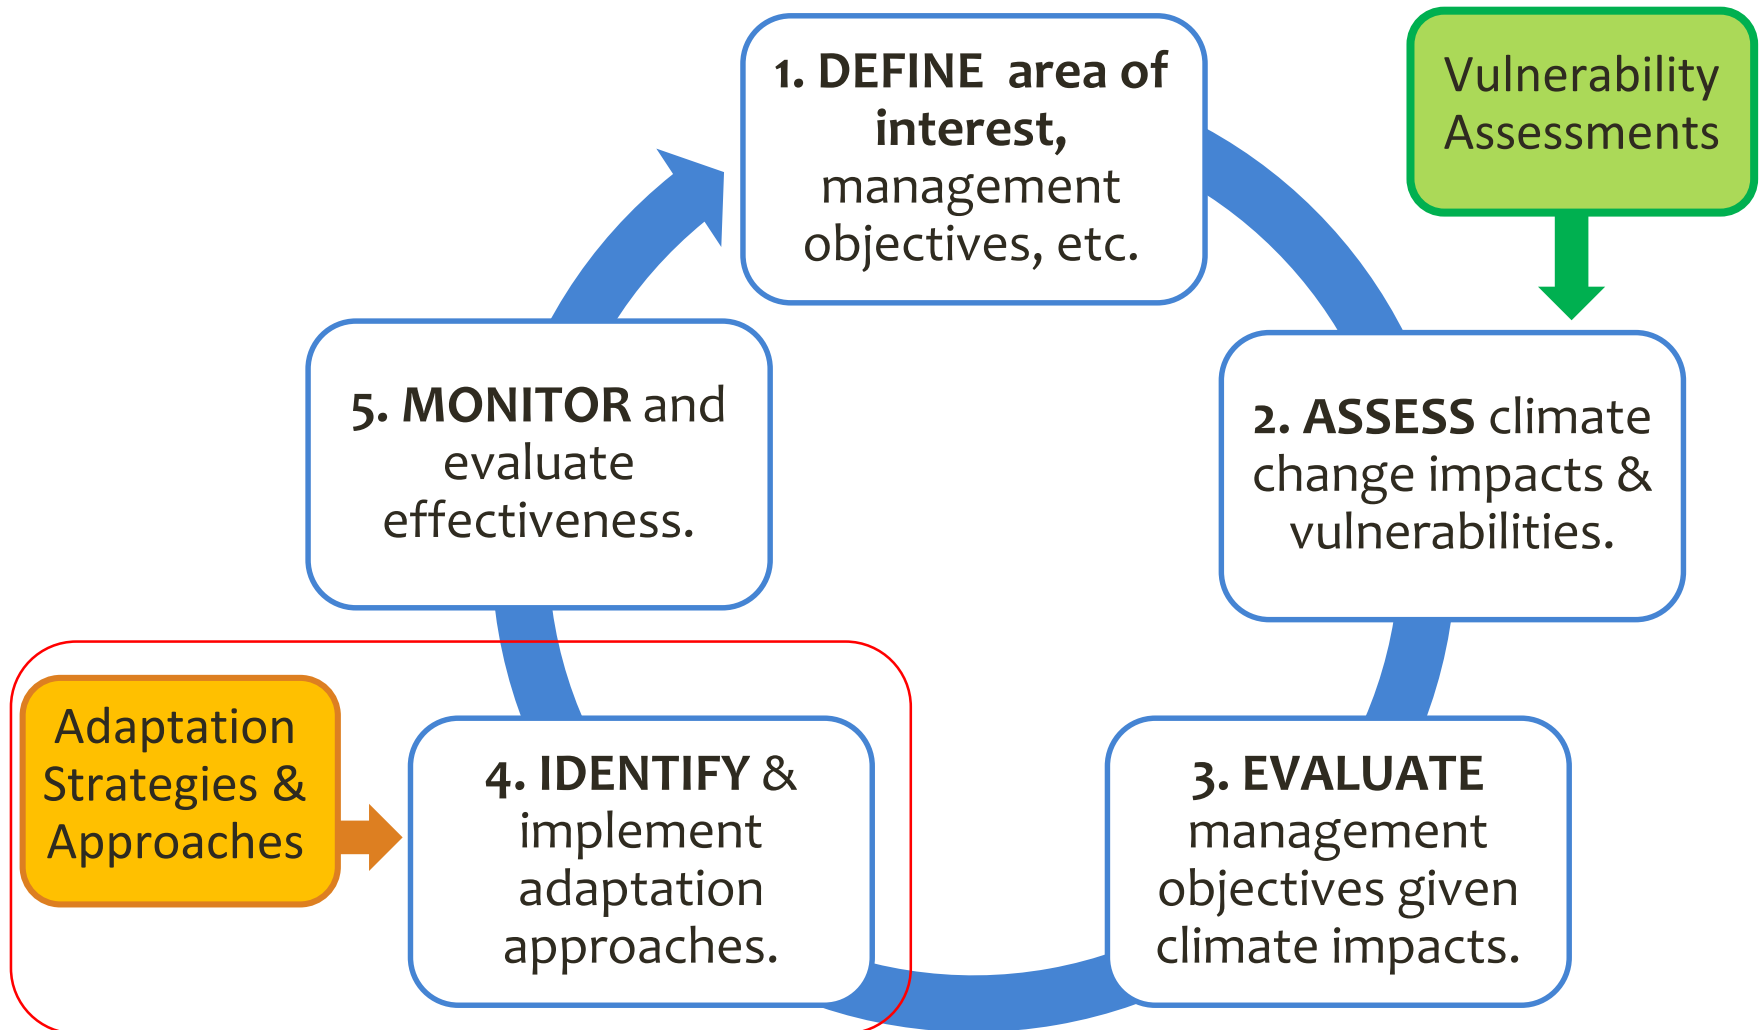 1. DEFINE area of
interest,
management
objectives, etc.
Vulnerability
Assessments
2. ASSESS climate
change impacts &
vulnerabilities.
3. EVALUATE
management
objectives given
climate impacts.
4. IDENTIFY &
implement
adaptation
approaches.
Adaptation
Strategies &
Approaches
5. MONITOR and
evaluate
effectiveness.